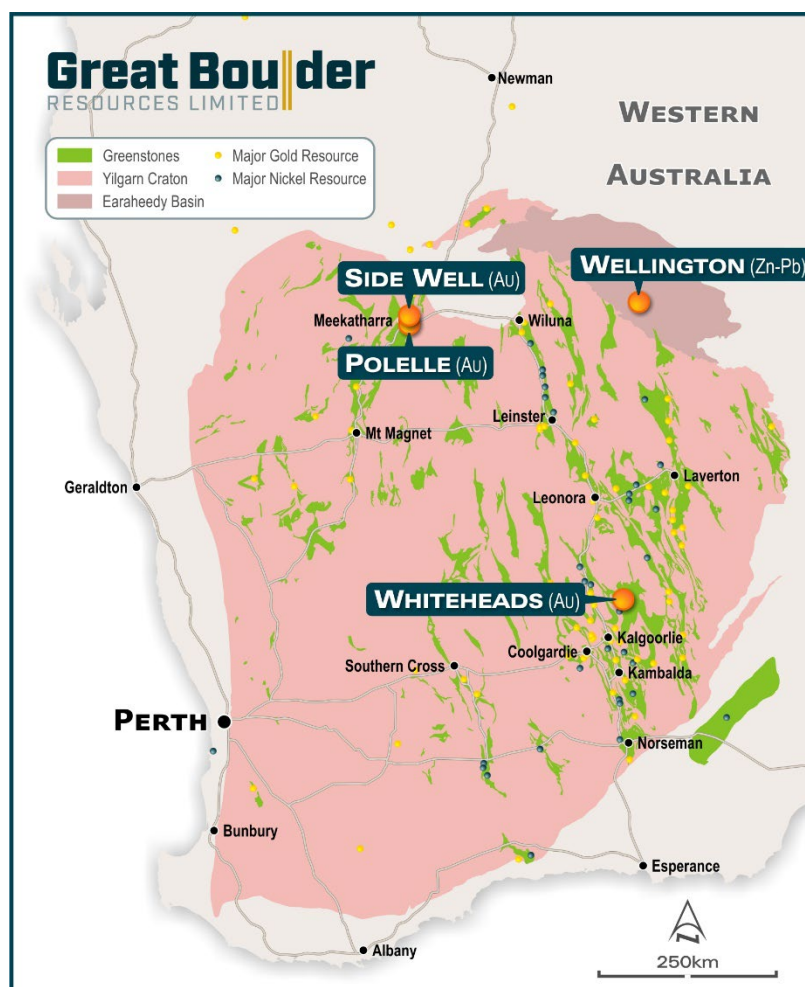 Great Boulder
RESOURCES LIMITED
Greenstones
Major Gold Resource
Yilgarn Craton
Major Nickel Resource
Earaheedy Basin
Newman
WESTERN
AUSTRALIA
SIDE WELL (AU)
WELLINGTON (ZN-PB)
Meekatharra
Wiluna
POLELLE (AU)
Leinster
Mt Magnet
Geraldton
Laverton
Leonora
WHITEHEADS (AU)
Kalgoorlie
Coolgardie
Southern Cross
Kambalda
PERTH
Norseman
Bunbury
Esperance
Albany
N
250km